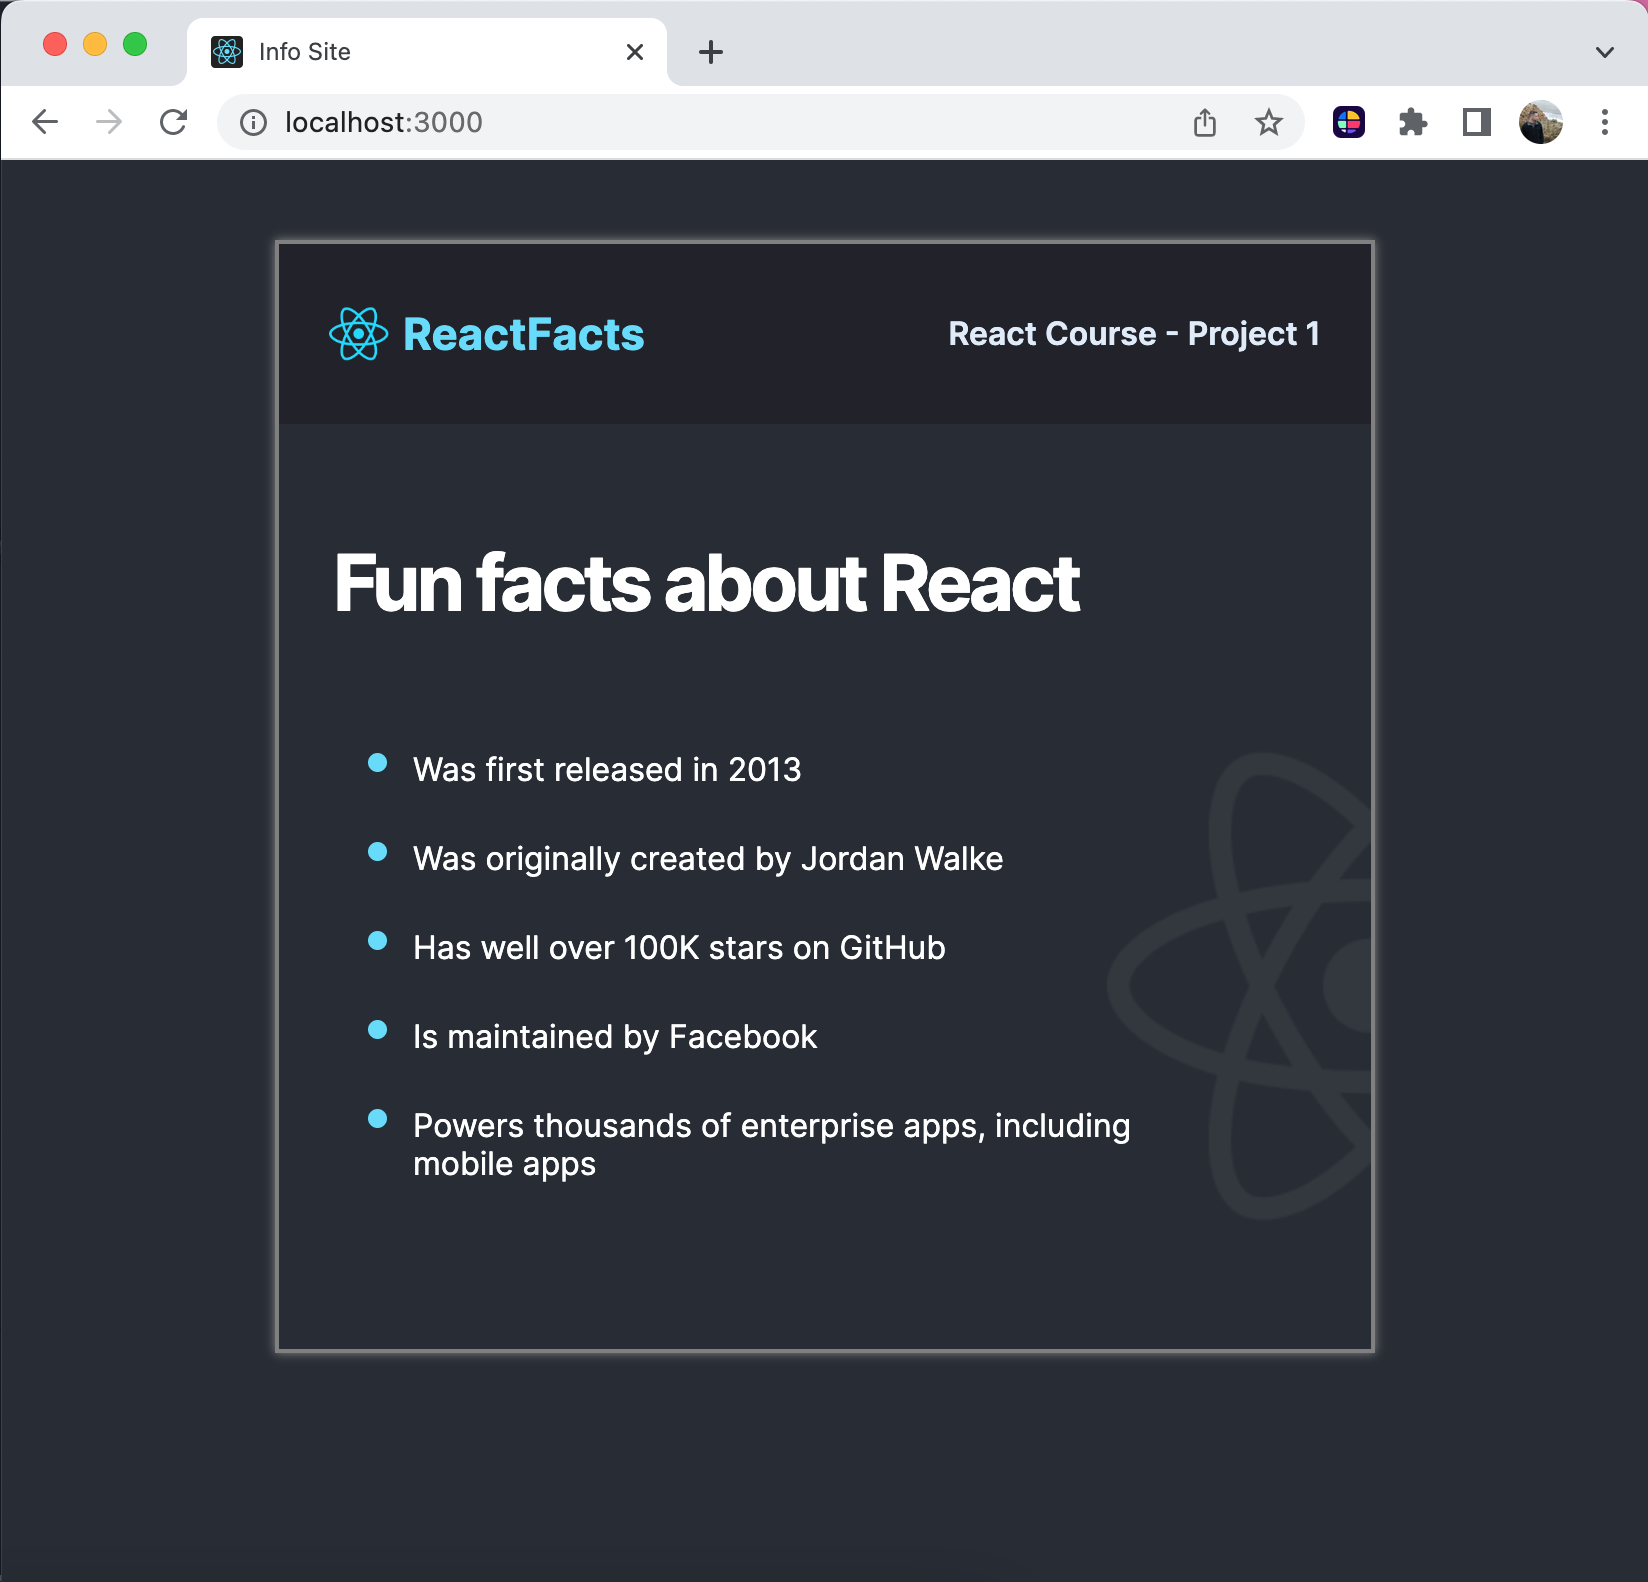 Info Site
localhost:3000
ReactFacts
React Course - Project 1
Fun facts about React
Was first released in 2013
Was originally created by Jordan Walke
Has well over 100K stars on GitHub
Is maintained by Facebook
Powers thousands of enterprise apps, including
mobile apps